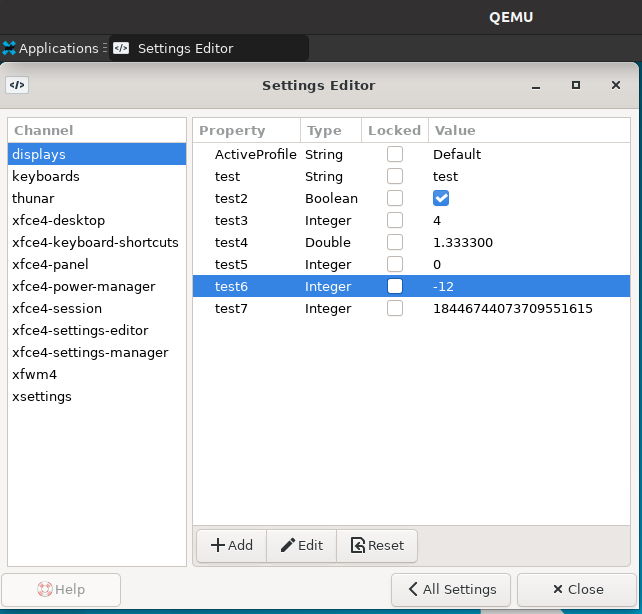 QEMU
Applications Settings Editor
Settings Editor
Channel
displays
keyboards
thunar
xfce4-desktop
xfce4-keyboard-shortcuts
xfce4-panel
xfce4-power-manager
xfce4-session
xfce4-settings-editor
xfce4-settings-manager
xfwm4
xsettings
Property Type Locked Value
ActiveProfile String Default
test String test
test2 Boolean
test3 Integer 4
test4 Double 1.333300
test5 Integer 0
test6 Integer -12
test7 Integer 18446744073709551615
Add Edit Reset
Help All Settings Close